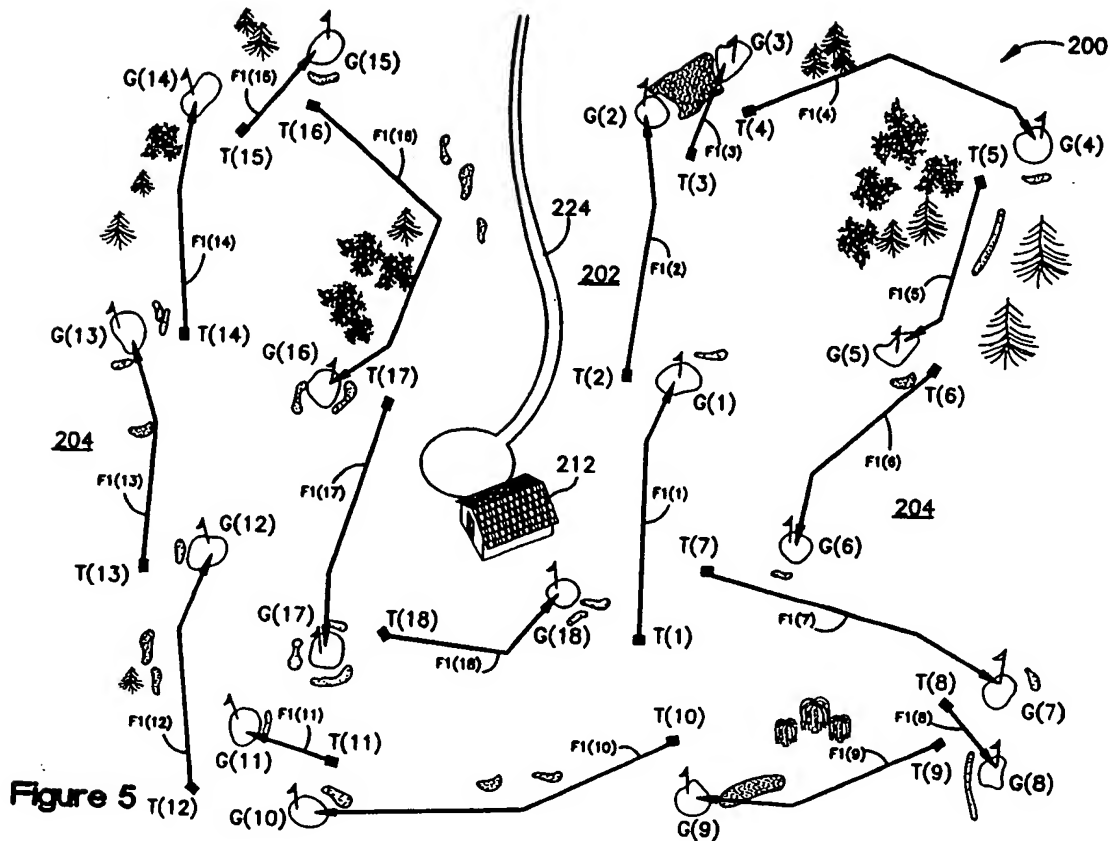 G(15)
G(3)
200
G(14)
F1(15)
G(2)
F1(4)
T(16)
T(4)
T(15)
F1(16)
F1(3)
T(5)
G(4)
T(3)
224
F1(14)
202
F1(2)
F1(5)
G(13)
T(14)
G(16)
G(5)
T(17)
T(2)
G(1)
T(6)
204
F1(6)
F1(13)
F1(17)
212
F1(1)
204
G(12)
T(7)
G(6)
T(13)
G(17)
T(18)
F1(7)
G(18)
T(1)
F1(18)
T(8)
G(7)
F1(12)
F1(11)
T(10)
F1(8)
G(11)
T(11)
F1(10)
F1(9)
T(9)
G(8)
Figure 5
T(12)
G(10)
G(9)